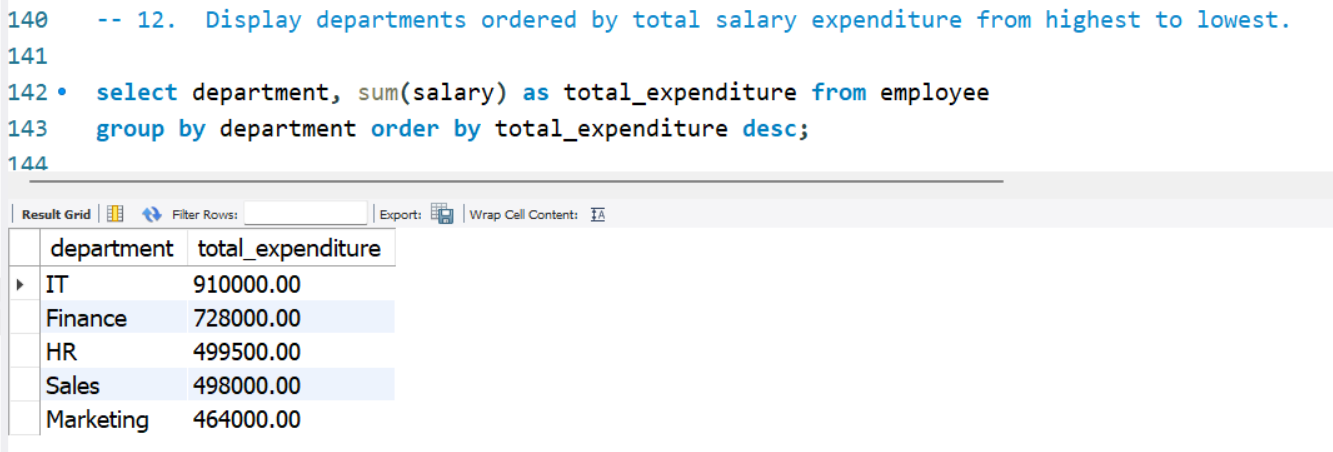 140 -- 12.  Display departments ordered by total salary expenditure from highest to lowest.
141
142 select department, sum(salary) as total_expenditure from employee
143 group by department order by total_expenditure desc;
144
Result Grid Filter Rows: Export: Wrap Cell Content: IA
department total_expenditure
IT 910000.00
Finance 728000.00
HR 499500.00
Sales 498000.00
Marketing 464000.00